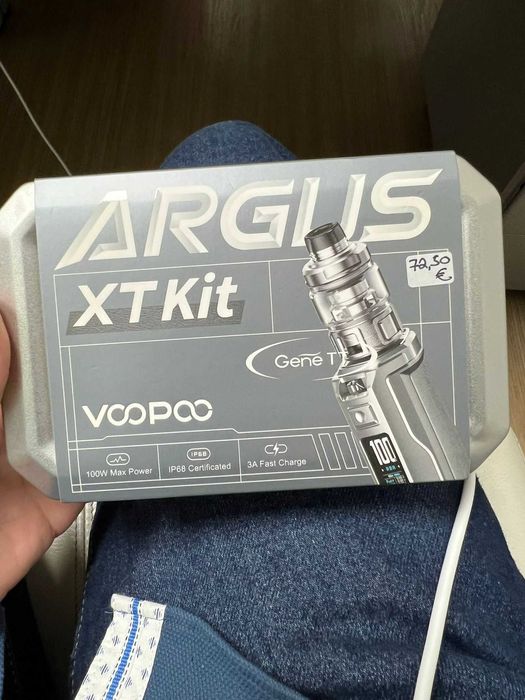 ARGUS
XT Kit
72,50
€
Gene TT
VOOPOO
IP68
100W Max Power
IP68 Certificated
3A Fast Charge
100